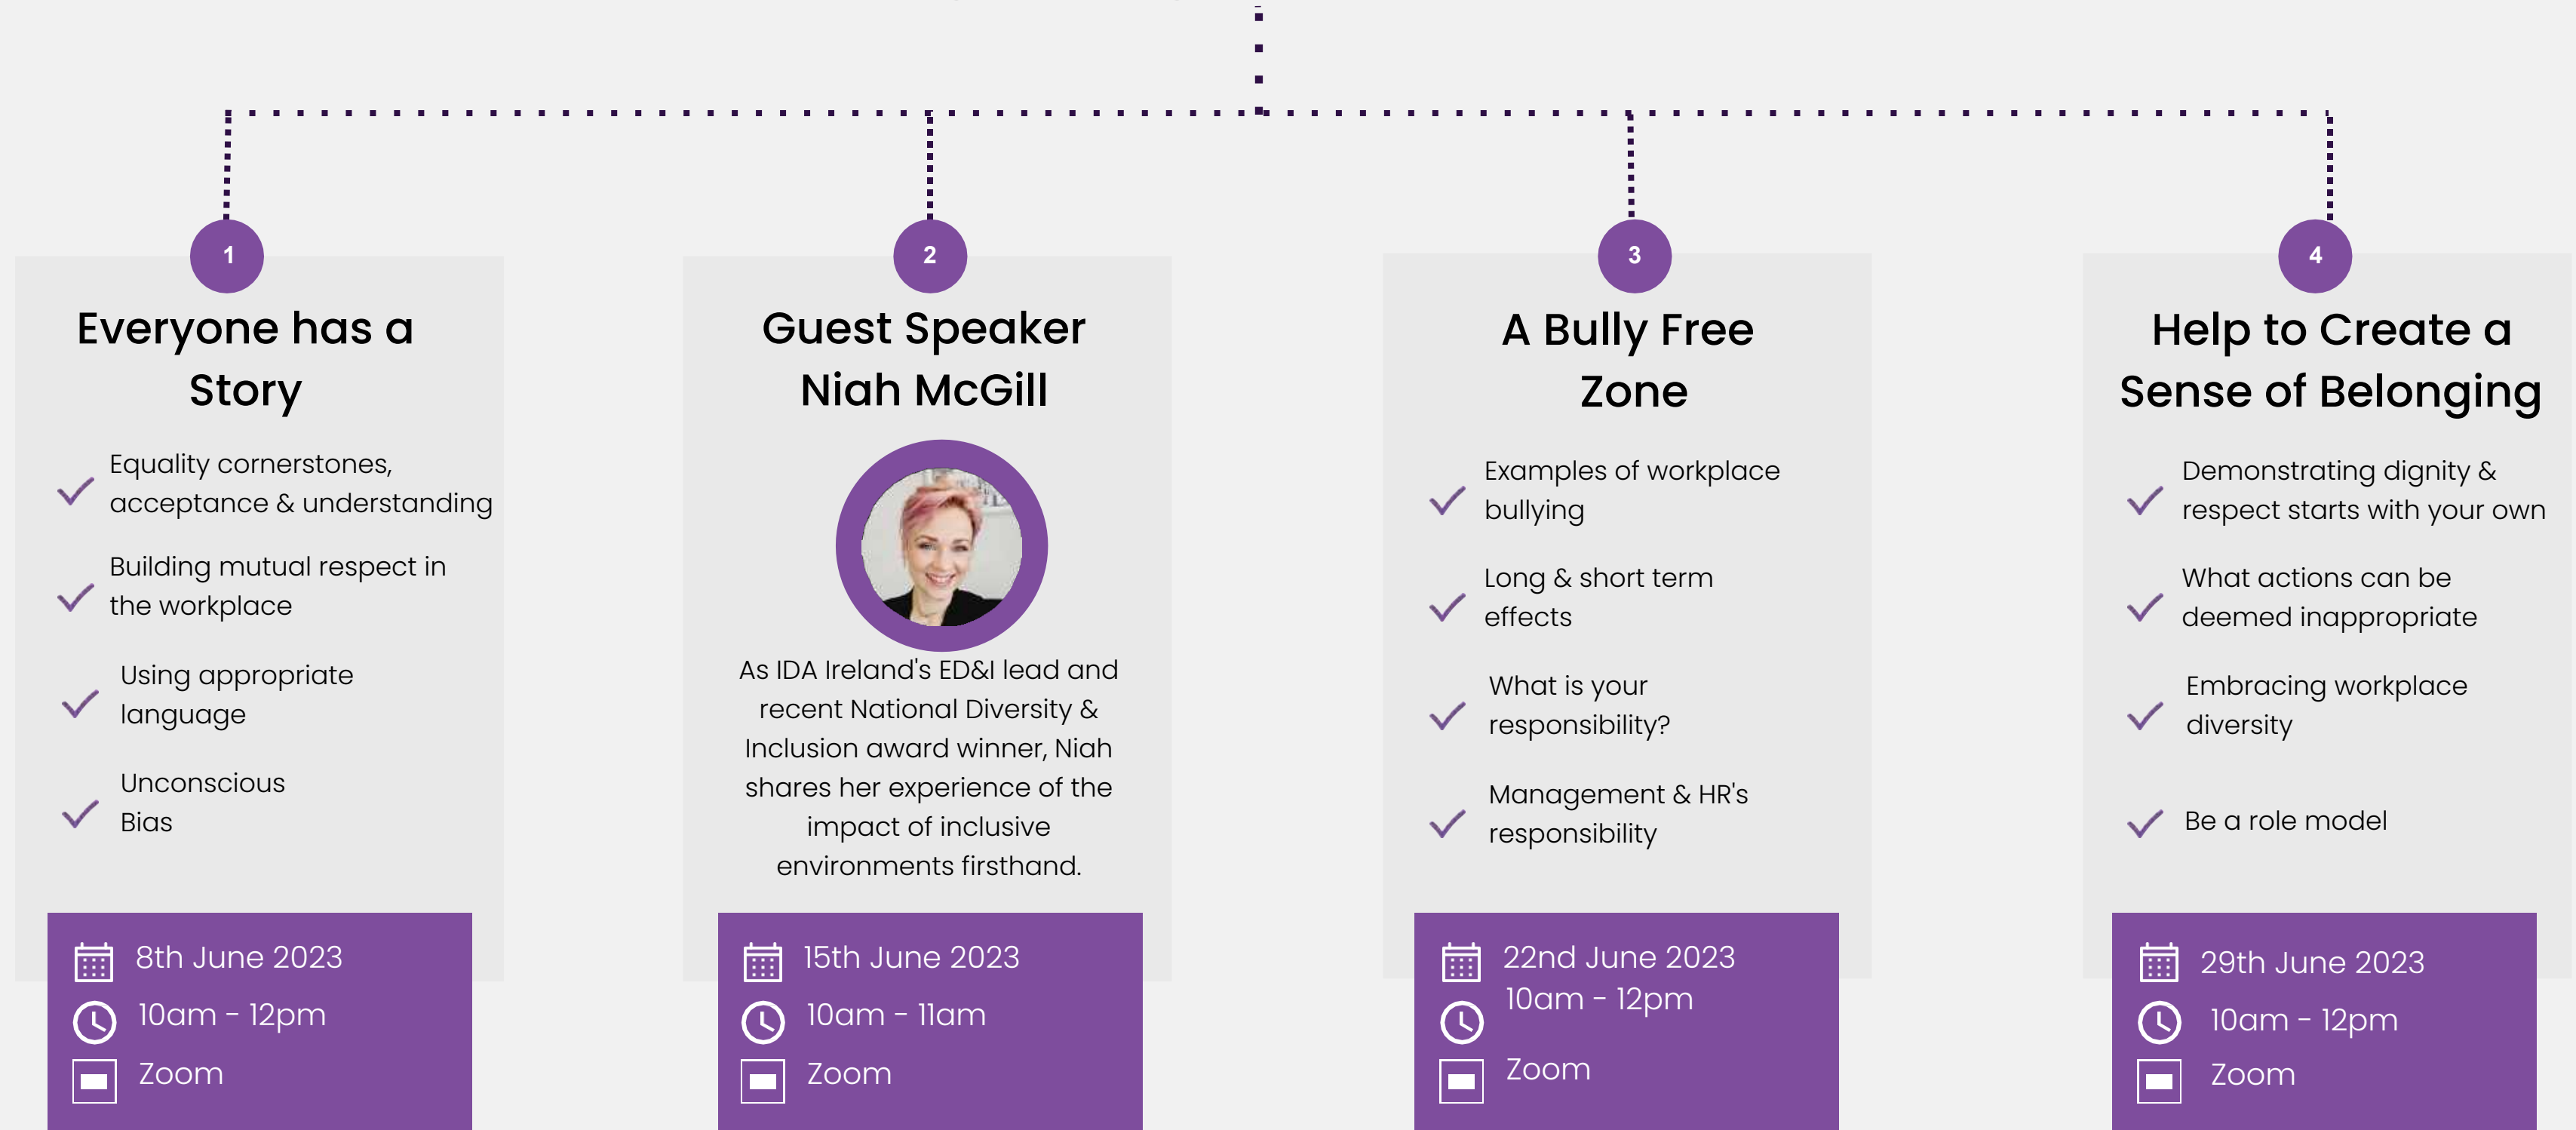 1
Everyone has a
Story
Equality cornerstones,
acceptance & understanding
Building mutual respect in
the workplace
Using appropriate
language
Unconscious
Bias
8th June 2023
10am - 12pm
Zoom
2
Guest Speaker
Niah McGill
As IDA Ireland's ED&I lead and
recent National Diversity &
Inclusion award winner, Niah
shares her experience of the
impact of inclusive
environments firsthand.
15th June 2023
10am - 11am
Zoom
3
A Bully Free
Zone
Examples of workplace
bullying
Long & short term
effects
What is your
responsibility?
Management & HR's
responsibility
22nd June 2023
10am - 12pm
Zoom
4
Help to Create a
Sense of Belonging
Demonstrating dignity &
respect starts with your own
What actions can be
deemed inappropriate
Embracing workplace
diversity
Be a role model
29th June 2023
10am - 12pm
Zoom